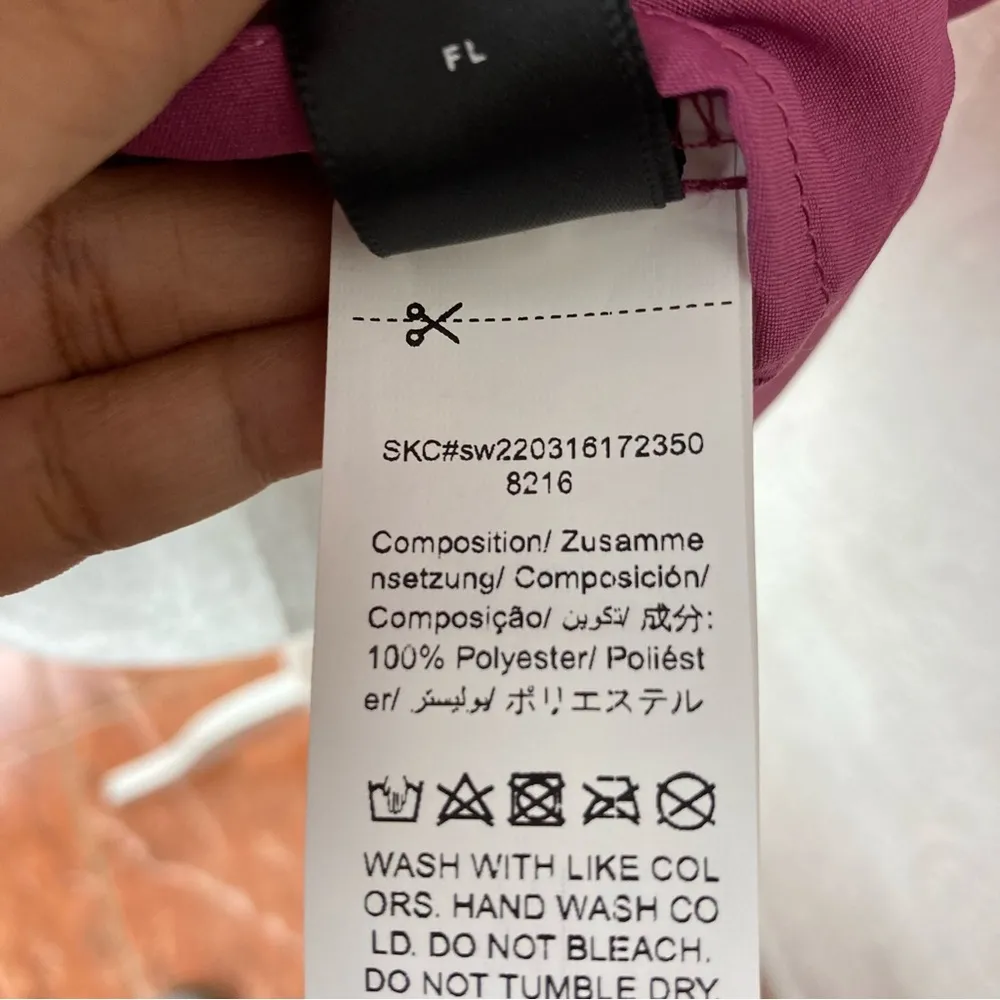 FL
SKC#sw220316172350
8216
Composition/ Zusamme
nsetzung/ Composición/
Composição/ تكوين/ 成分:
100% Polyester/ Poliést
er/ بوليستر/ ポリエステル
WASH WITH LIKE COL
ORS. HAND WASH CO
LD. DO NOT BLEACH.
DO NOT TUMBLE DRY.